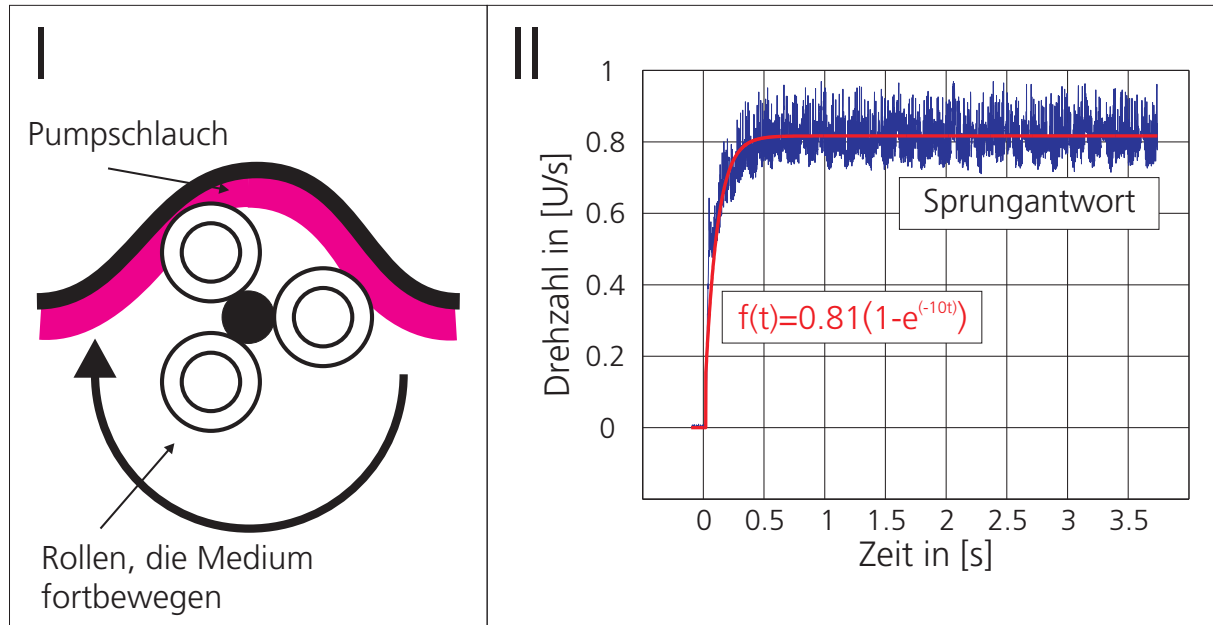 I
Pumpschlauch
Rollen, die Medium
fortbewegen
II
Drehzahl in [U/s]
1
0.8
0.6
0.4
0.2
0
Sprungantwort
f(t)=0.81(1-e^(-10t))
0 0.5 1 1.5 2 2.5 3 3.5
Zeit in [s]